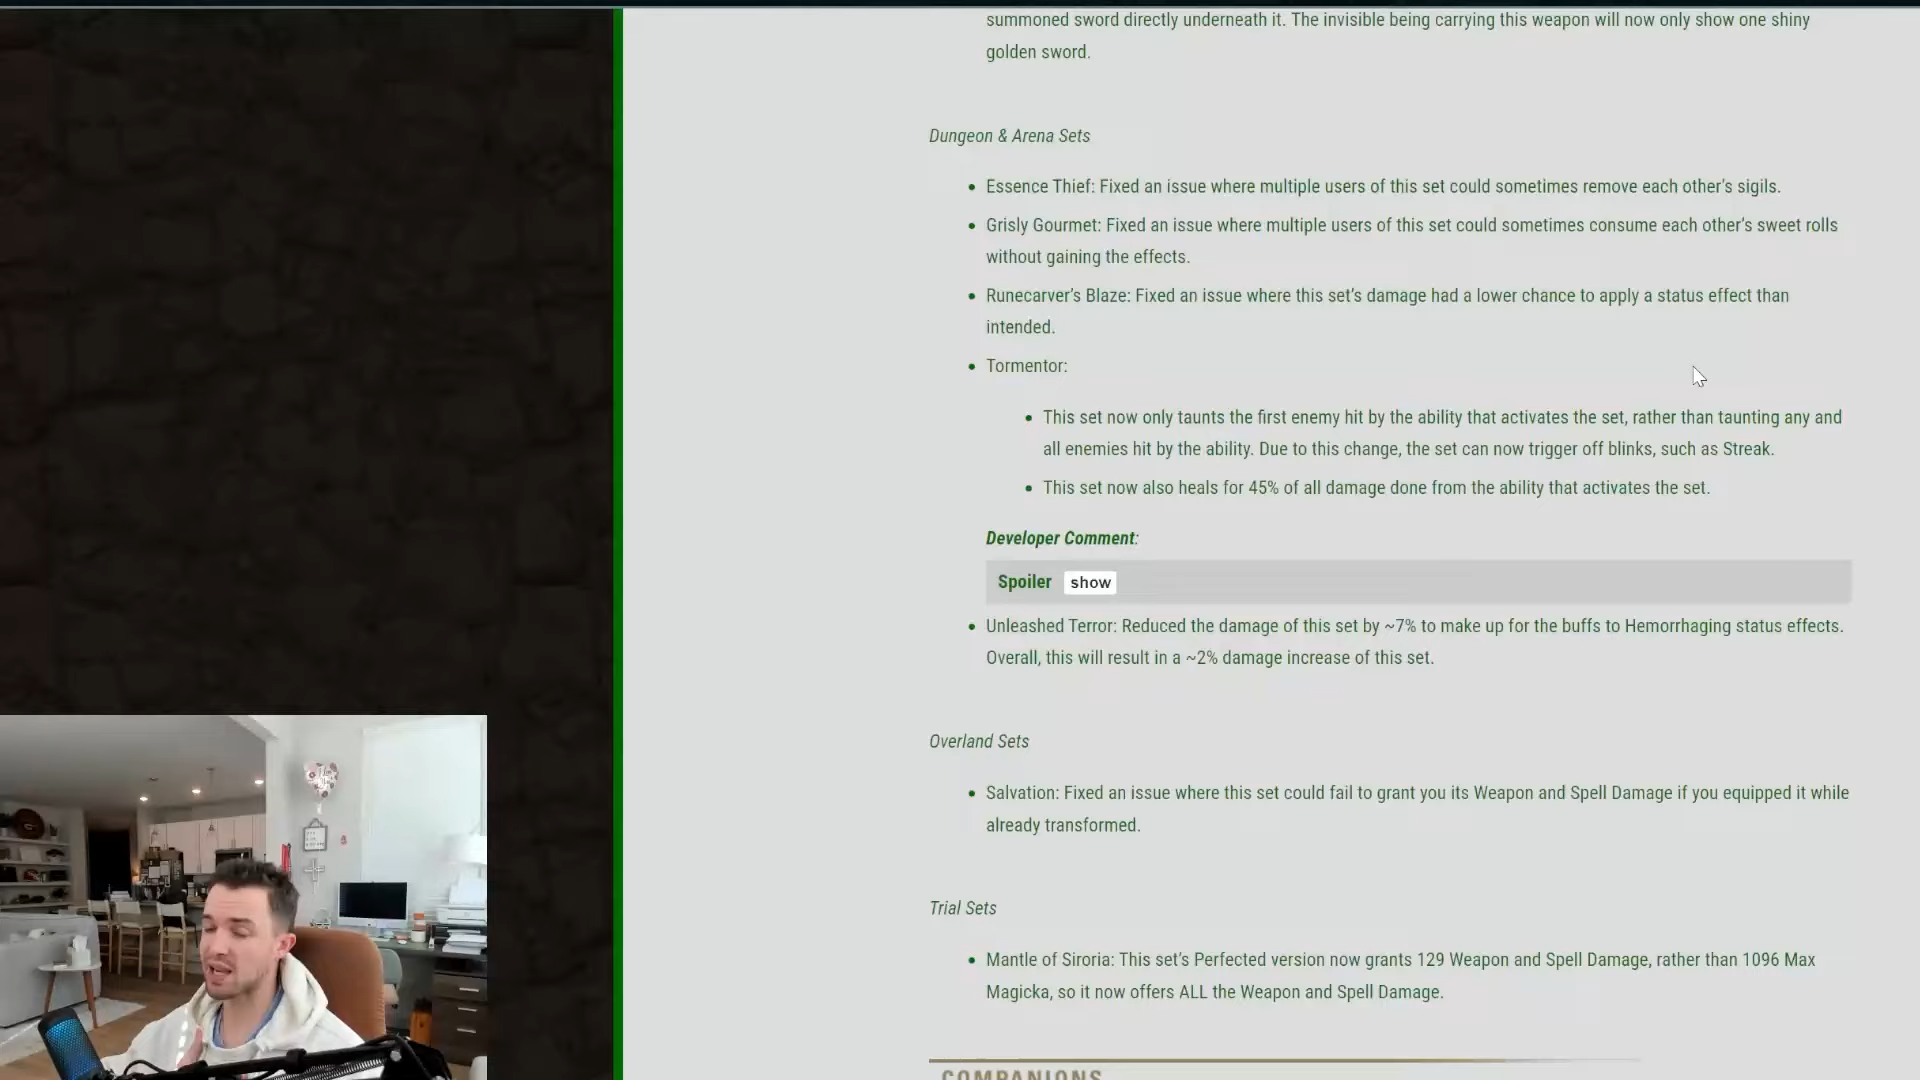 summoned sword directly underneath it. The invisible being carrying this weapon will now only show one shiny
golden sword.
Dungeon & Arena Sets
• Essence Thief: Fixed an issue where multiple users of this set could sometimes remove each other's sigils.
• Grisly Gourmet: Fixed an issue where multiple users of this set could sometimes consume each other's sweet rolls
without gaining the effects.
• Runecarver's Blaze: Fixed an issue where this set's damage had a lower chance to apply a status effect than
intended.
• Tormentor:
• This set now only taunts the first enemy hit by the ability that activates the set, rather than taunting any and
all enemies hit by the ability. Due to this change, the set can now trigger off blinks, such as Streak.
• This set now also heals for 45% of all damage done from the ability that activates the set.
Developer Comment:
Spoiler show
• Unleashed Terror: Reduced the damage of this set by ~7% to make up for the buffs to Hemorrhaging status effects.
Overall, this will result in a ~2% damage increase of this set.
Overland Sets
• Salvation: Fixed an issue where this set could fail to grant you its Weapon and Spell Damage if you equipped it while
already transformed.
Trial Sets
• Mantle of Siroria: This set's Perfected version now grants 129 Weapon and Spell Damage, rather than 1096 Max
Magicka, so it now offers ALL the Weapon and Spell Damage.
COMPANIONS